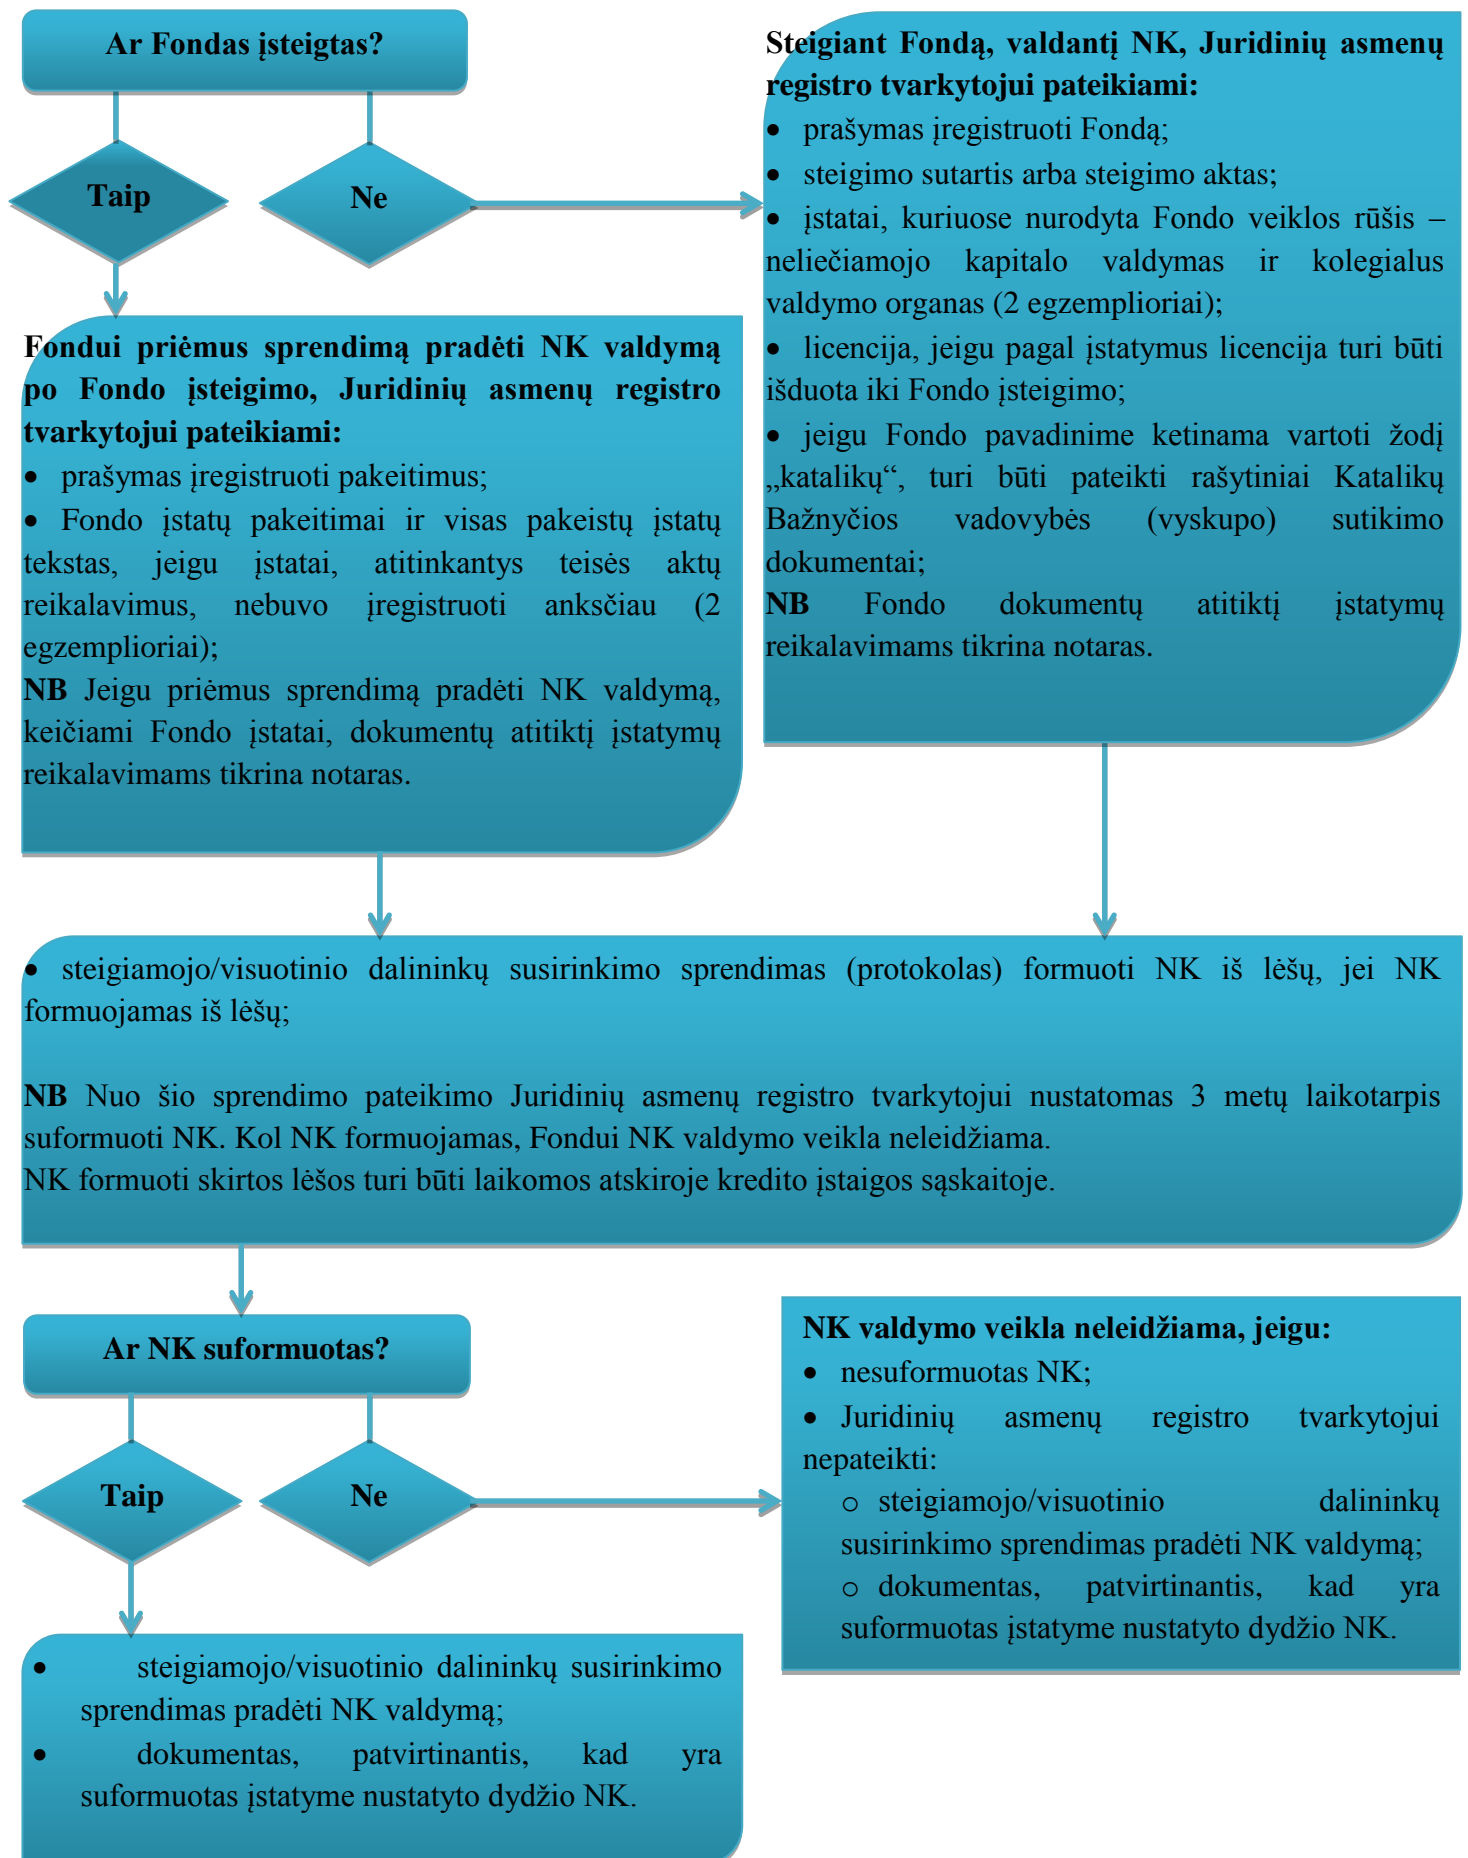 Ar Fondas įsteigtas?
Taip
Ne
Steigiant Fondą, valdantį NK, Juridinių asmenų
registro tvarkytojui pateikiami:
• prašymas įregistruoti Fondą;
• steigimo sutartis arba steigimo aktas;
• įstatai, kuriuose nurodyta Fondo veiklos rūšis –
neliečiamojo kapitalo valdymas ir kolegialus
valdymo organas (2 egzemplioriai);
• licencija, jeigu pagal įstatymus licencija turi būti
išduota iki Fondo įsteigimo;
• jeigu Fondo pavadinime ketinama vartoti žodį
„katalikų“, turi būti pateikti rašytiniai Katalikų
Bažnyčios vadovybės (vyskupo) sutikimo
dokumentai;
NB Fondo dokumentų atitiktį įstatymų
reikalavimams tikrina notaras.
Fondui priėmus sprendimą pradėti NK valdymą
po Fondo įsteigimo, Juridinių asmenų registro
tvarkytojui pateikiami:
• prašymas įregistruoti pakeitimus;
• Fondo įstatų pakeitimai ir visas pakeistų įstatų
tekstas, jeigu įstatai, atitinkantys teisės aktų
reikalavimus, nebuvo įregistruoti anksčiau (2
egzemplioriai);
NB Jeigu priėmus sprendimą pradėti NK valdymą,
keičiami Fondo įstatai, dokumentų atitiktį įstatymų
reikalavimams tikrina notaras.
• steigiamojo/visuotinio dalininkų susirinkimo sprendimas (protokolas) formuoti NK iš lėšų, jei NK
formuojamas iš lėšų;
NB Nuo šio sprendimo pateikimo Juridinių asmenų registro tvarkytojui nustatomas 3 metų laikotarpis
suformuoti NK. Kol NK formuojamas, Fondui NK valdymo veikla neleidžiama.
NK formuoti skirtos lėšos turi būti laikomos atskiroje kredito įstaigos sąskaitoje.
Ar NK suformuotas?
Taip
Ne
NK valdymo veikla neleidžiama, jeigu:
• nesuformuotas NK;
• Juridinių asmenų registro tvarkytojui
nepateikti:
o steigiamojo/visuotinio dalininkų
susirinkimo sprendimas pradėti NK valdymą;
o dokumentas, patvirtinantis, kad yra
suformuotas įstatyme nustatyto dydžio NK.
• steigiamojo/visuotinio dalininkų susirinkimo
sprendimas pradėti NK valdymą;
• dokumentas, patvirtinantis, kad yra
suformuotas įstatyme nustatyto dydžio NK.